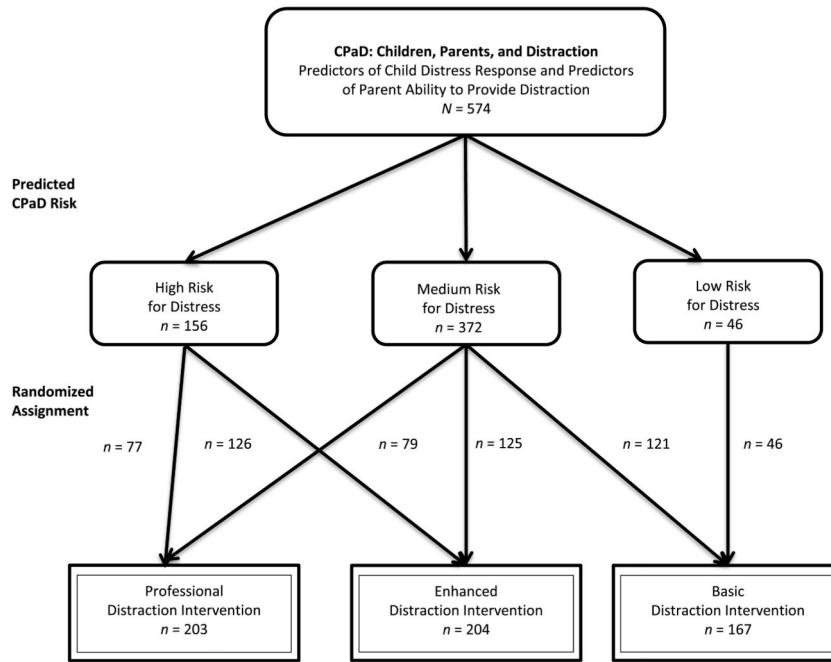 CPaD: Children, Parents, and Distraction
Predictors of Child Distress Response and Predictors
of Parent Ability to Provide Distraction
N = 574
Predicted
CPaD Risk
High Risk
for Distress
n = 156
Medium Risk
for Distress
n = 372
Low Risk
for Distress
n = 46
Randomized
Assignment
n = 77
n = 126
n = 79
n = 125
n = 121
n = 46
Professional
Distraction Intervention
n = 203
Enhanced
Distraction Intervention
n = 204
Basic
Distraction Intervention
n = 167